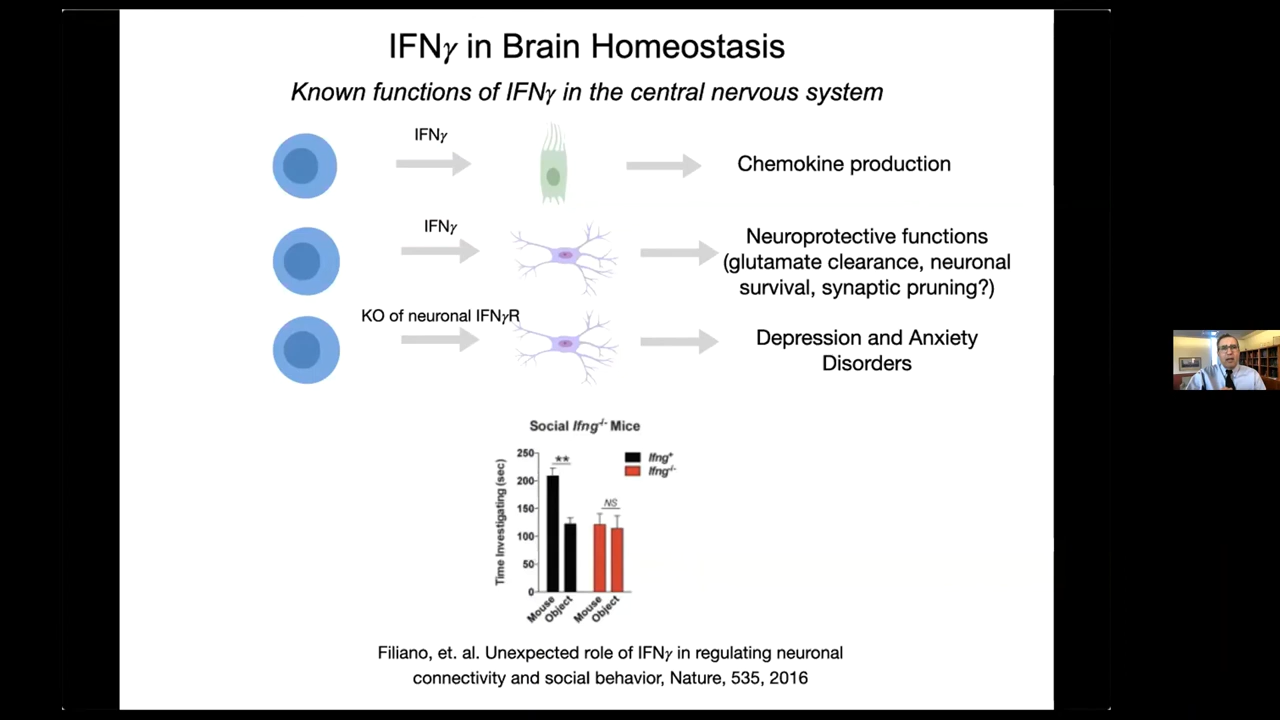 IFNγ in Brain Homeostasis
Known functions of IFNγ in the central nervous system
IFNγ
Chemokine production
IFNγ
Neuroprotective functions
(glutamate clearance, neuronal
survival, synaptic pruning?)
KO of neuronal IFNγR
Depression and Anxiety
Disorders
Social Ifng-/- Mice
Time Investigating (sec)
250
200
150
100
50
0
**
NS
Ifng+
Ifng-/-
Mouse
Object
Mouse
Object
Filiano, et. al. Unexpected role of IFNγ in regulating neuronal
connectivity and social behavior, Nature, 535, 2016